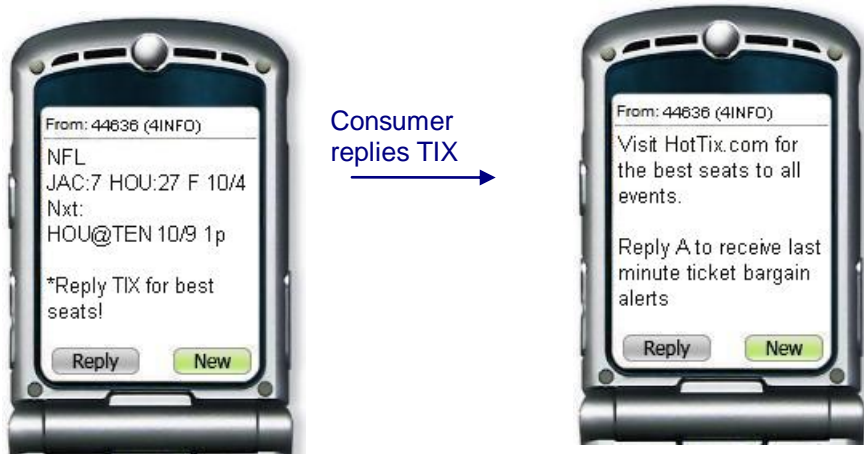 From: 44636 (4INFO)
NFL
JAC:7 HOU:27 F 10/4
Nxt:
HOU@TEN 10/9 1p
*Reply TIX for best
seats!
Reply
New
Consumer
replies TIX
From: 44636 (4INFO)
Visit HotTix.com for
the best seats to all
events.
Reply A to receive last
minute ticket bargain
alerts
Reply
New